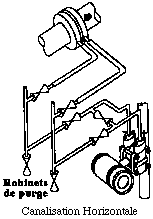 Robinets
de purge
Canalisation Horizontale